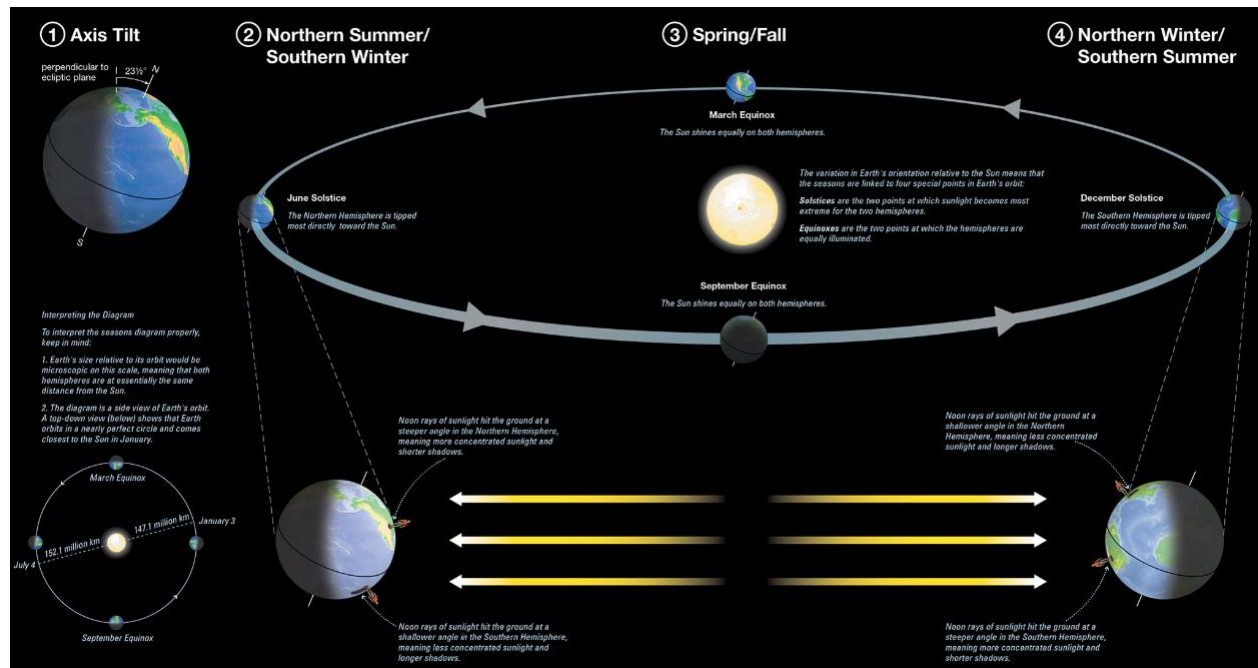 1 Axis Tilt
perpendicular to
ecliptic plane
23½°
N
S
2 Northern Summer/
Southern Winter
3 Spring/Fall
4 Northern Winter/
Southern Summer
March Equinox
The Sun shines equally on both hemispheres.
June Solstice
The Northern Hemisphere is tipped
most directly toward the Sun.
The variation in Earth's orientation relative to the Sun means that
the seasons are linked to four special points in Earth's orbit:
Solstices are the two points at which sunlight becomes most
extreme for the two hemispheres.
Equinoxes are the two points at which the hemispheres are
equally illuminated.
December Solstice
The Southern Hemisphere is tipped
most directly toward the Sun.
September Equinox
The Sun shines equally on both hemispheres.
Interpreting the Diagram
To interpret the seasons diagram properly,
keep in mind:
1. Earth's size relative to its orbit would be
microscopic on this scale, meaning that both
hemispheres are at essentially the same
distance from the Sun.
2. The diagram is a side view of Earth's orbit.
A top-down view (below) shows that Earth
orbits in a nearly perfect circle and comes
closest to the Sun in January.
March Equinox
147.1 million km
January 3
152.1 million km
July 4
September Equinox
Noon rays of sunlight hit the ground at a
steeper angle in the Northern Hemisphere,
meaning more concentrated sunlight and
shorter shadows.
Noon rays of sunlight hit the ground at a
shallower angle in the Southern Hemisphere,
meaning less concentrated sunlight and
longer shadows.
Noon rays of sunlight hit the ground at a
shallower angle in the Northern
Hemisphere, meaning less concentrated
sunlight and longer shadows.
Noon rays of sunlight hit the ground at a
steeper angle in the Southern Hemisphere,
meaning more concentrated sunlight and
shorter shadows.